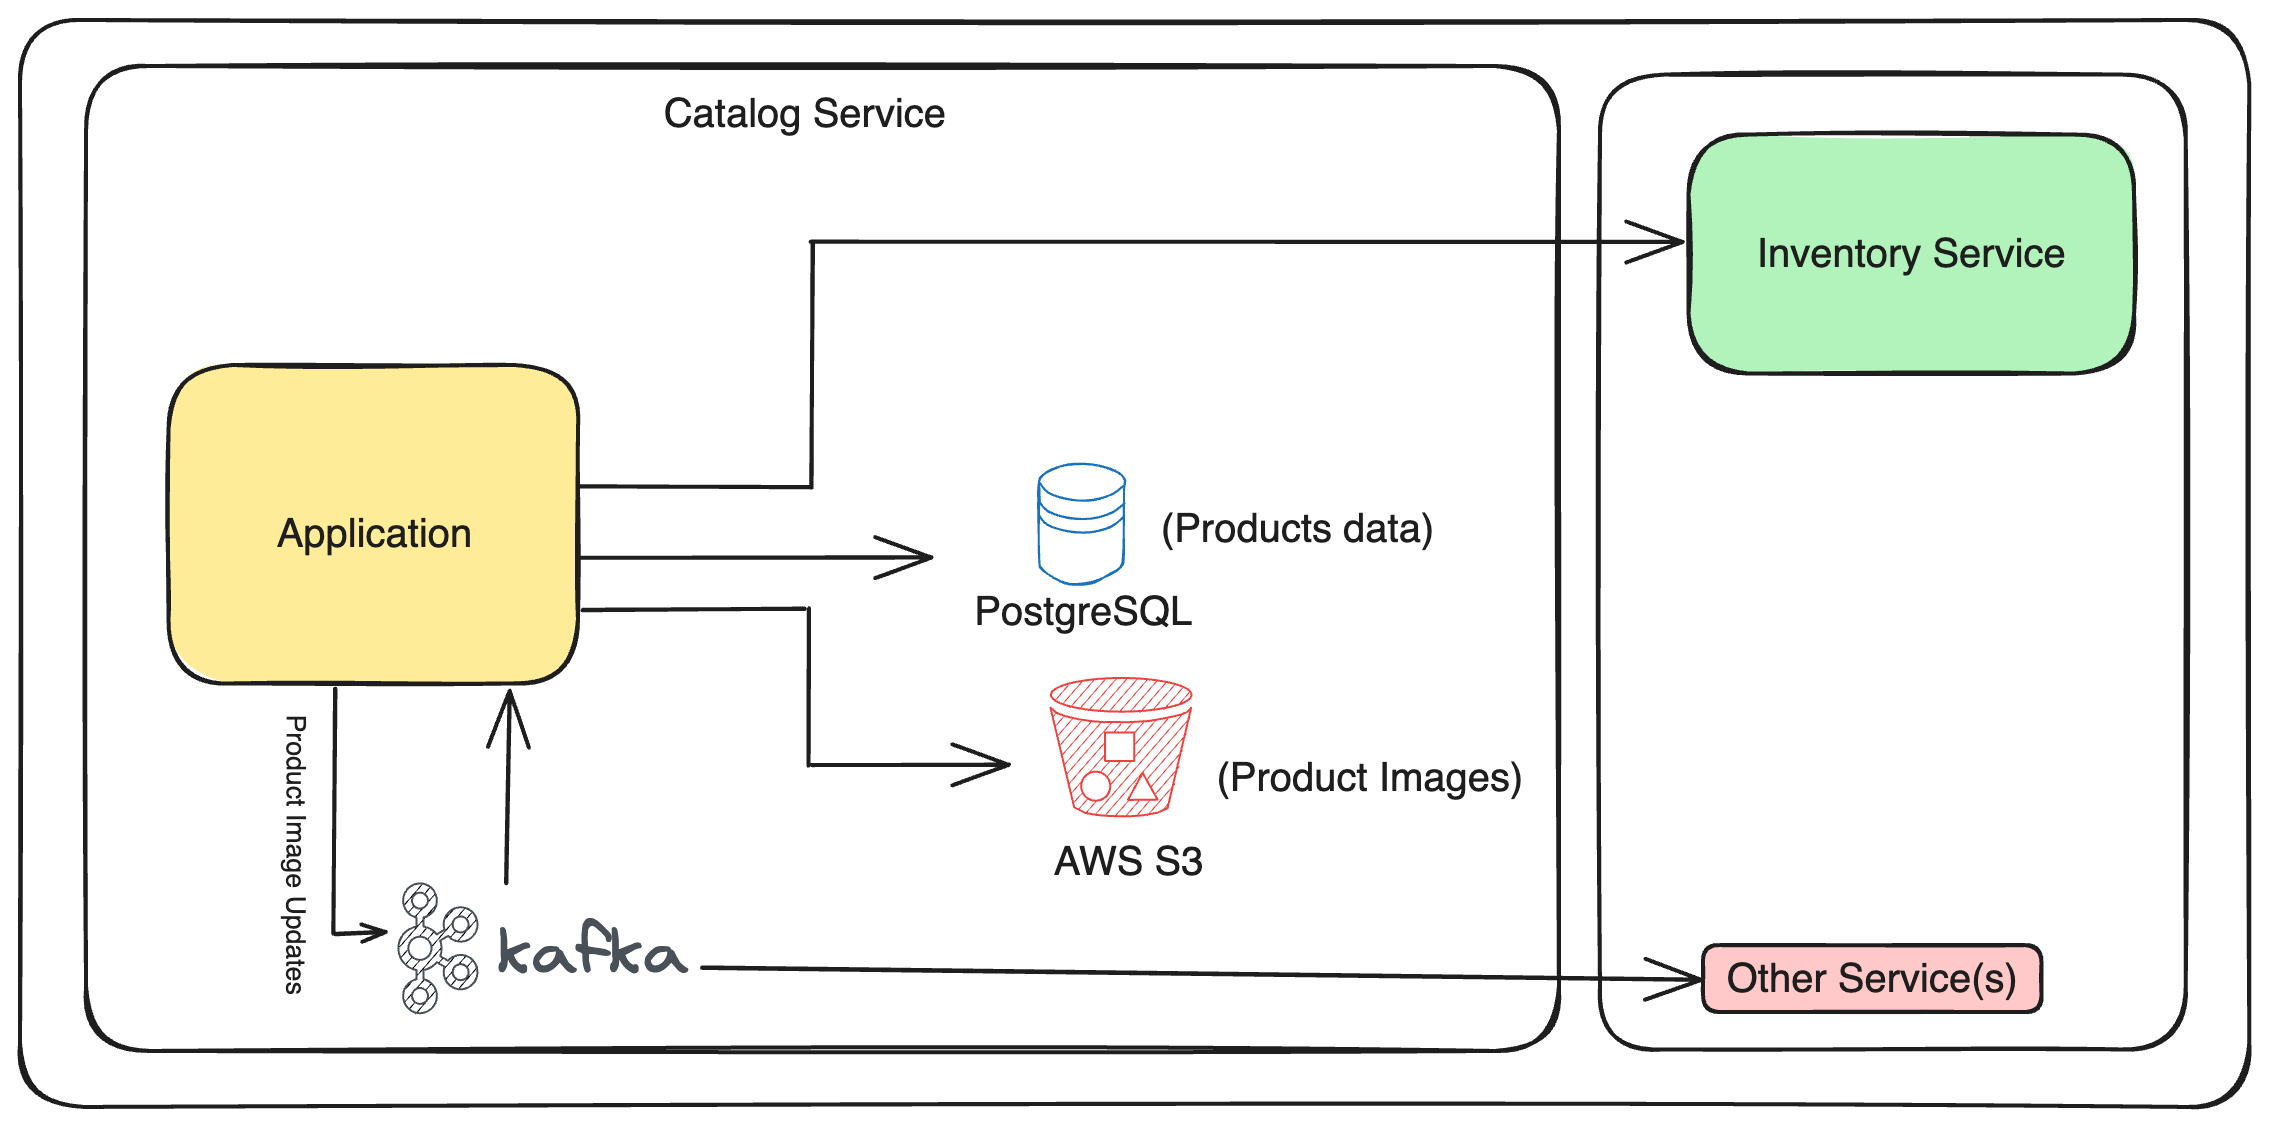 Catalog Service
Inventory Service
Application
(Products data)
PostgreSQL
(Product Images)
AWS S3
Product Image Updates
kafka
Other Service(s)